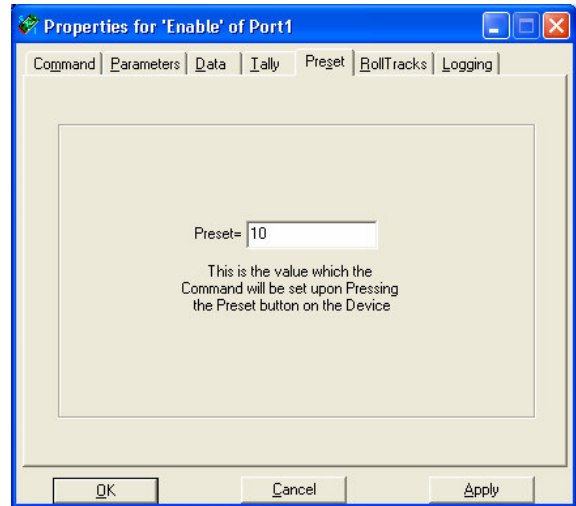 Properties for 'Enable' of Port1
Command Parameters Data Tally Preset RollTracks Logging
Preset= 10
This is the value which the
Command will be set upon Pressing
the Preset button on the Device
OK Cancel Apply